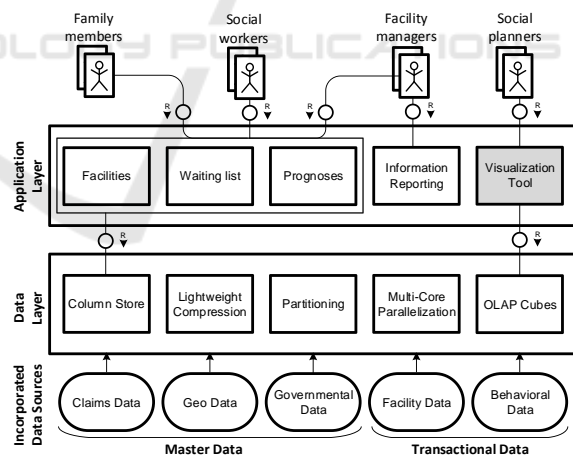 Family members
Social workers
Facility managers
Social planners
OLOGY PUBLICATIONS
R
R
R
R
R
Application Layer
Facilities
Waiting list
Prognoses
Information Reporting
Visualization Tool
R
R
Data Layer
Column Store
Lightweight Compression
Partitioning
Multi-Core Parallelization
OLAP Cubes
Incorporated Data Sources
Claims Data
Geo Data
Governmental Data
Facility Data
Behavioral Data
Master Data
Transactional Data